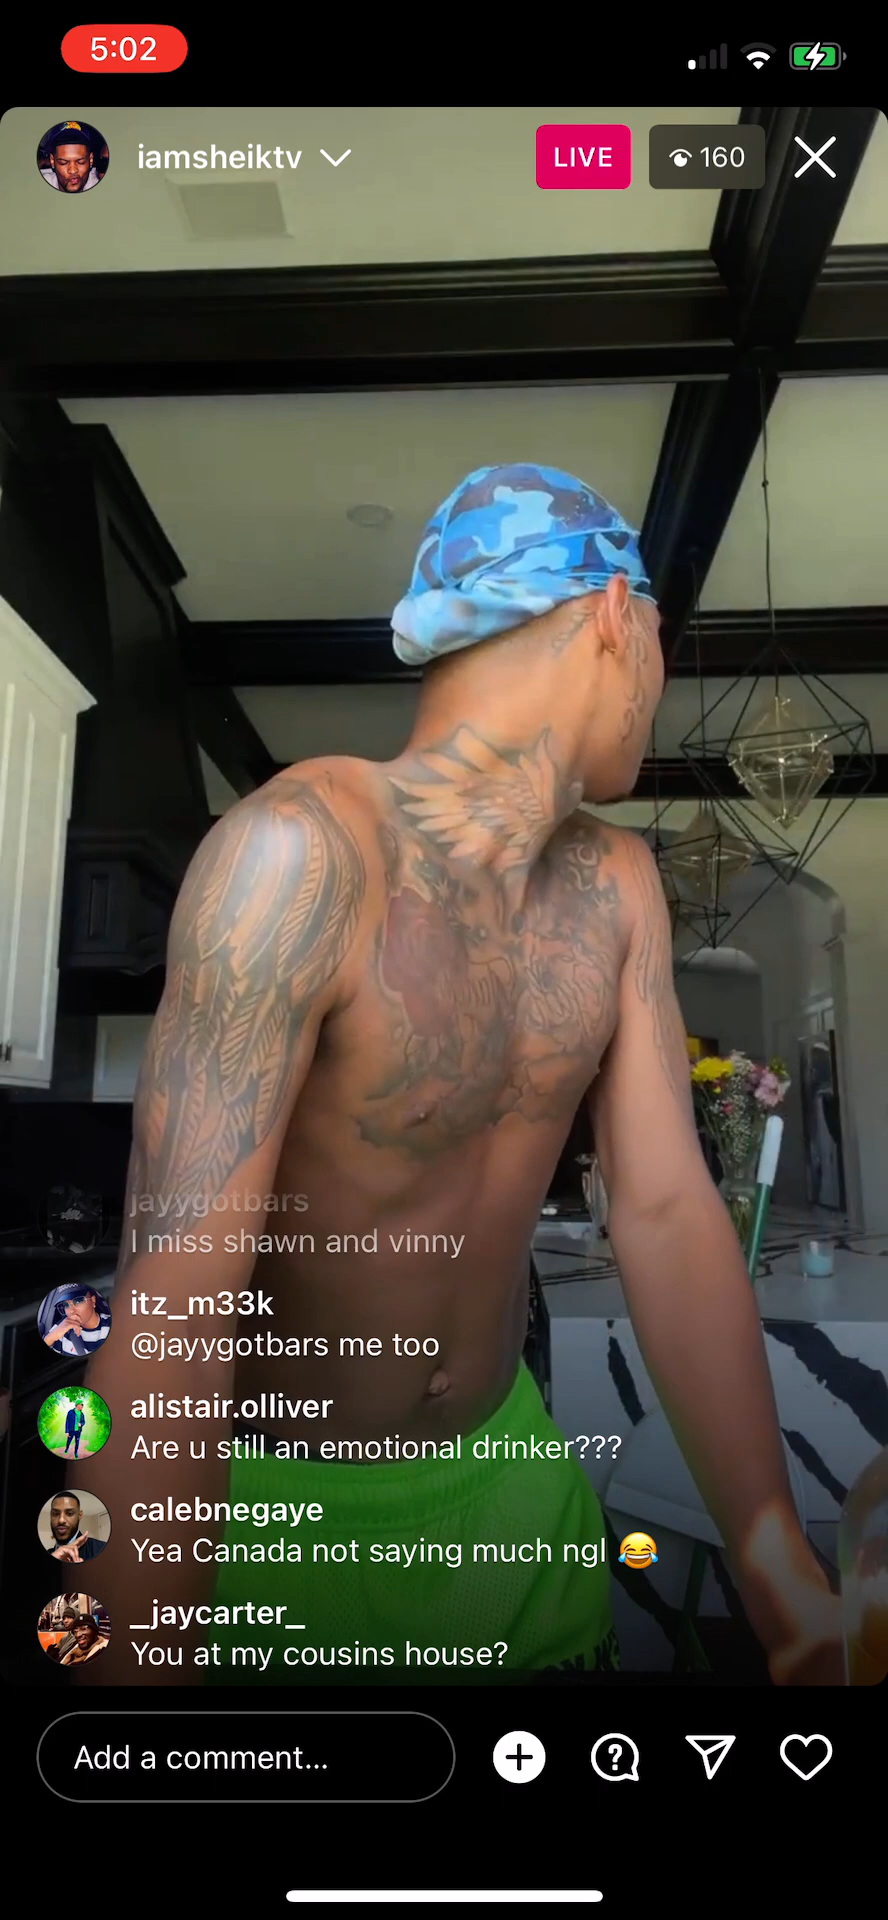 5:02
iamsheiktv
LIVE
160
jayygotbars
I miss shawn and vinny
itz_m33k
@jayygotbars me too
alistair.olliver
Are u still an emotional drinker???
calebnegaye
Yea Canada not saying much ngl 😂
_jaycarter_
You at my cousins house?
Add a comment...